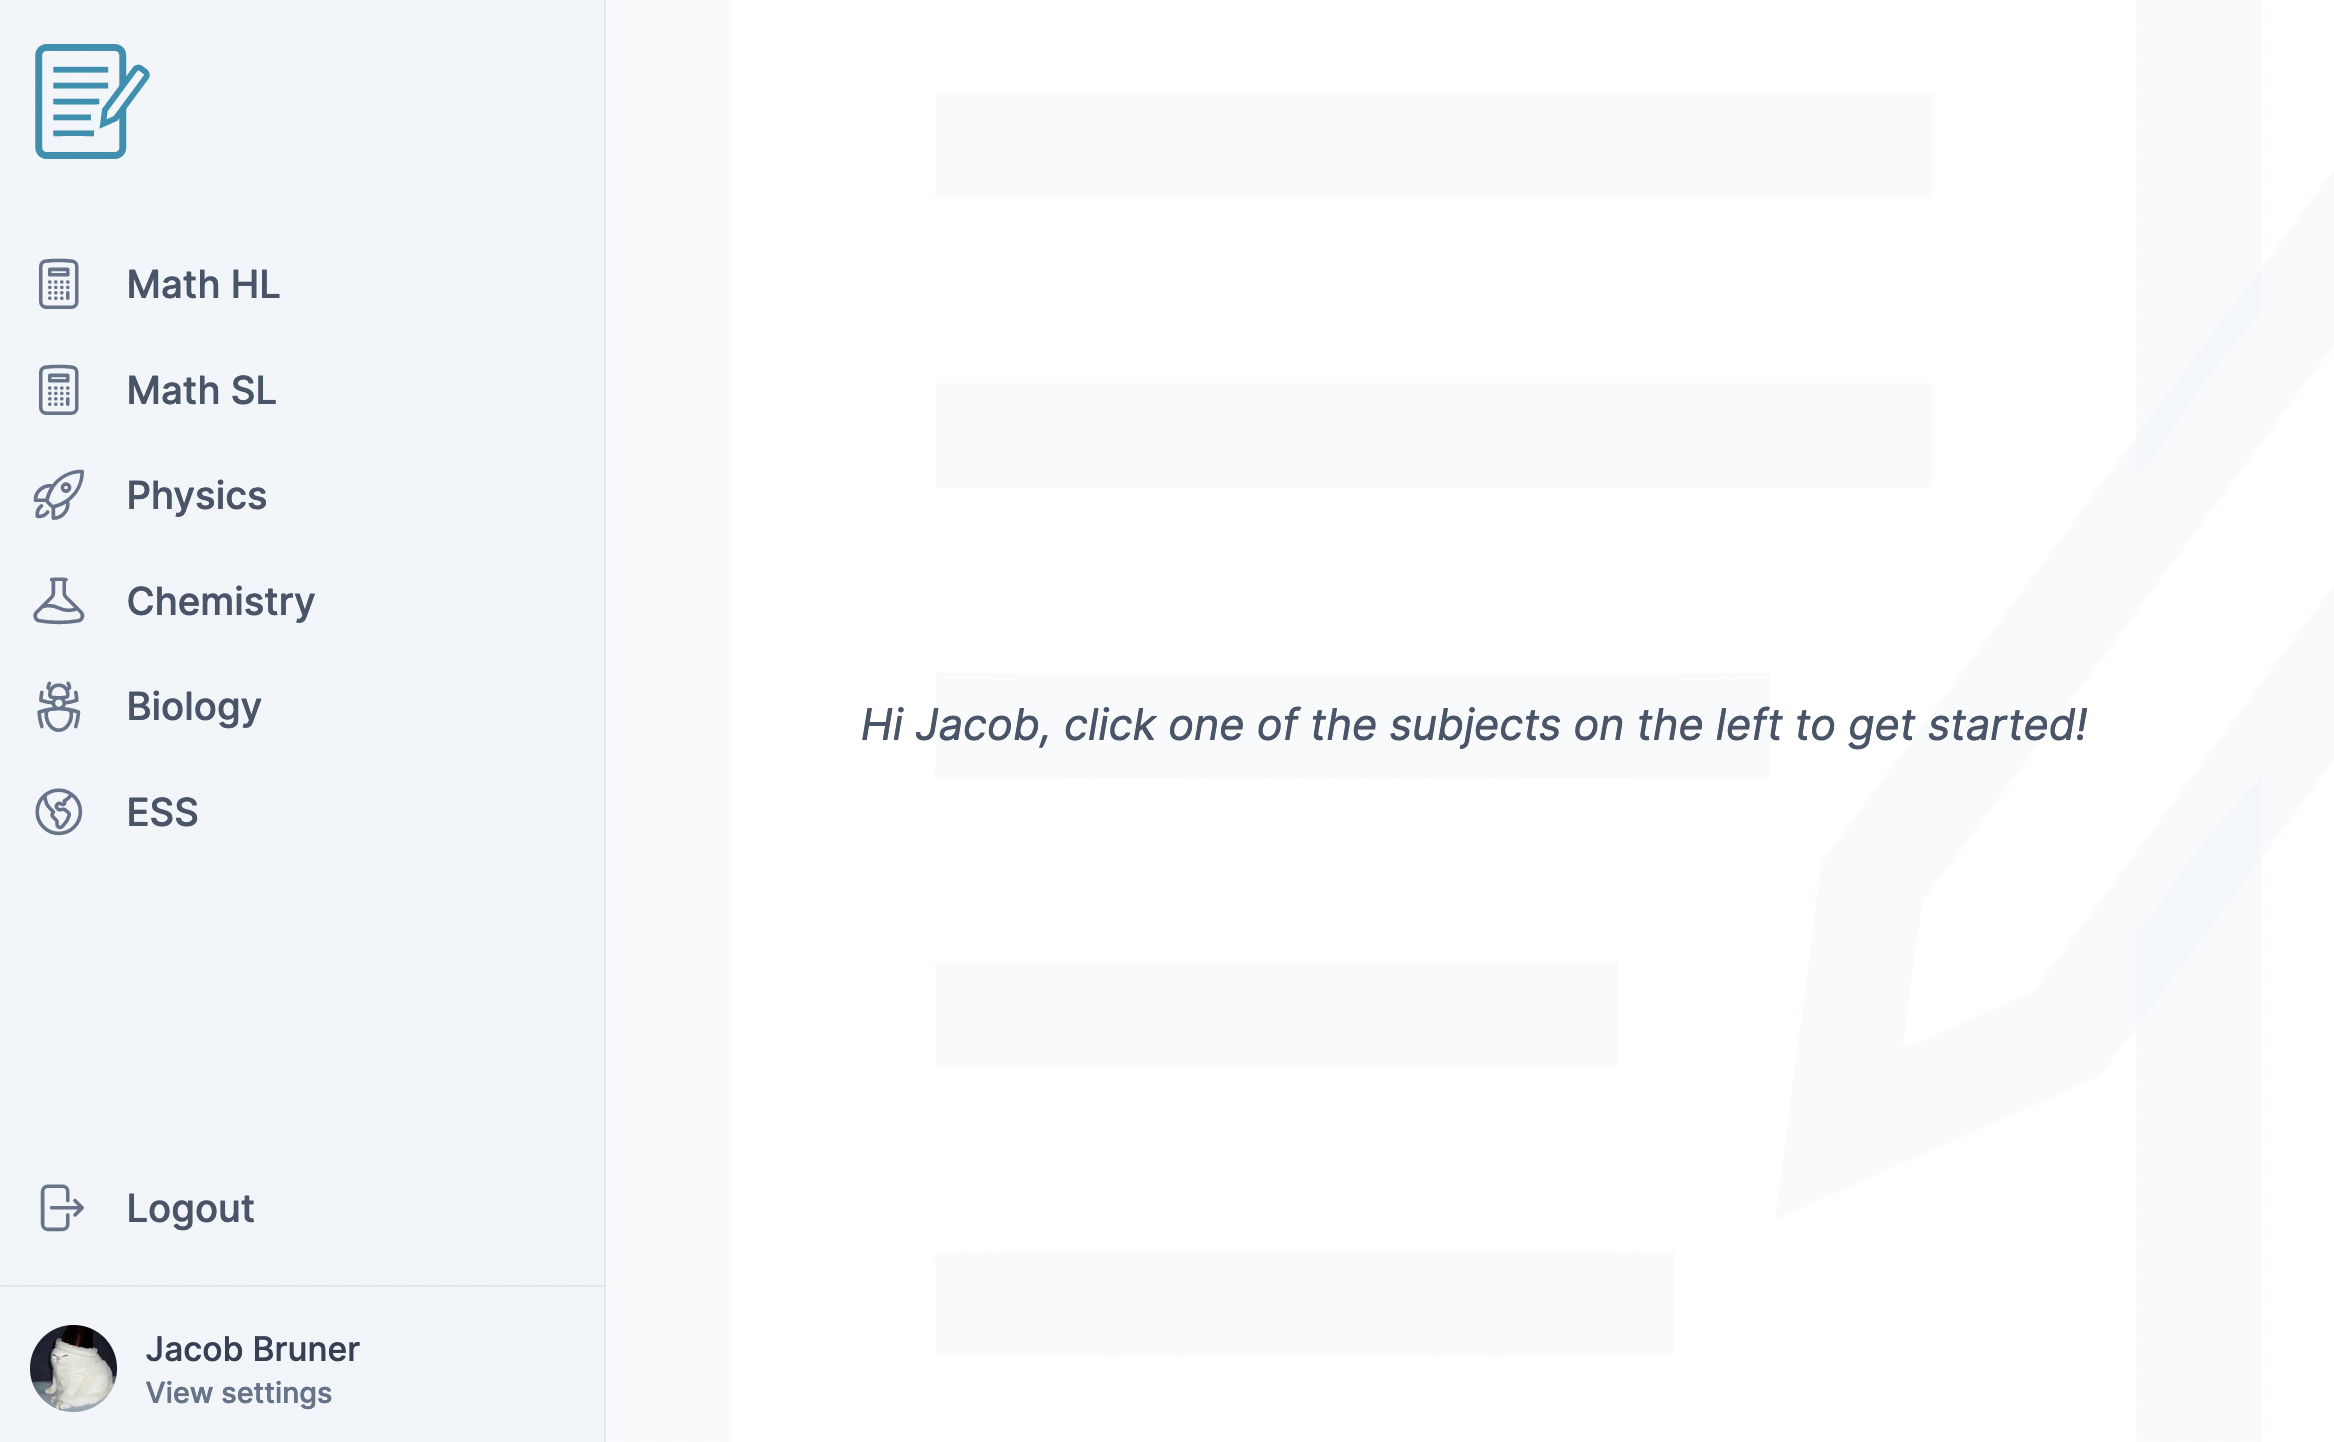 Math HL
Math SL
Physics
Chemistry
Biology
ESS
Logout
Jacob Bruner
View settings
Hi Jacob, click one of the subjects on the left to get started!